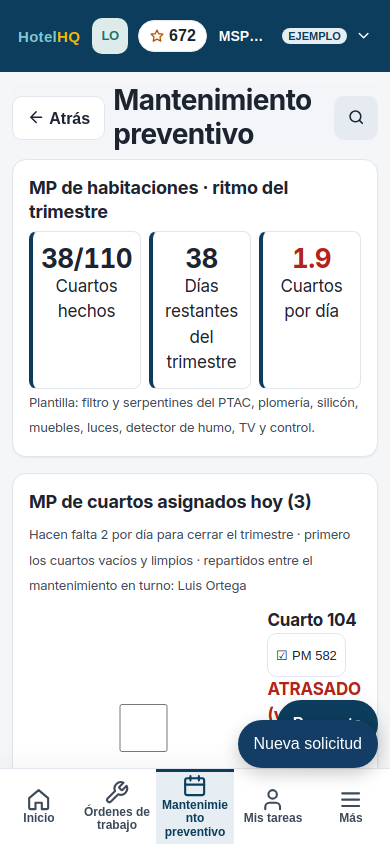 HotelHQ LO 672 MSP... EJEMPLO
Atrás
Mantenimiento
preventivo
MP de habitaciones · ritmo del
trimestre
38/110
Cuartos
hechos
38
Días
restantes
del
trimestre
1.9
Cuartos
por día
Plantilla: filtro y serpentines del PTAC, plomería, silicón,
muebles, luces, detector de humo, TV y control.
MP de cuartos asignados hoy (3)
Hacen falta 2 por día para cerrar el trimestre · primero
los cuartos vacíos y limpios · repartidos entre el
mantenimiento en turno: Luis Ortega
Cuarto 104
☑ PM 582
ATRASADO
Nueva solicitud
Inicio
Órdenes de
trabajo
Mantenimie
nto
preventivo
Mis tareas
Más